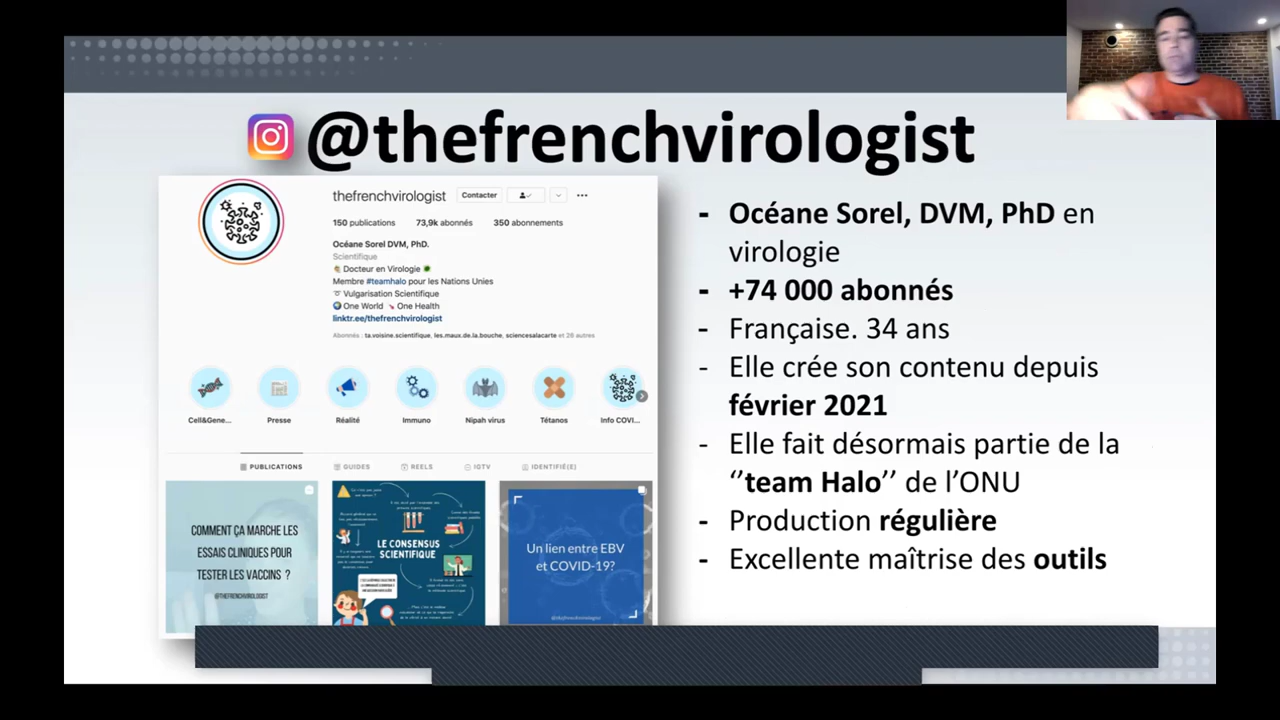 @thefrenchvirologist
thefrenchvirologist Contacter
150 publications 73,9k abonnés 350 abonnements
Océane Sorel DVM, PhD.
Scientifique
Docteur en Virologie
Membre #teamhalo pour les Nations Unies
Vulgarisation Scientifique
One World One Health
linktr.ee/thefrenchvirologist
Abonnés : ta.voisine.scientifique, les.maux.de.la.bouche, sciencesalacarte et 26 autres
Cell&Gene... Presse Réalité Immuno Nipah virus Tétanos Info COVI...
PUBLICATIONS GUIDES REELS IGTV IDENTIFIÉ(E)
COMMENT ÇA MARCHE LES
ESSAIS CLINIQUES POUR
TESTER LES VACCINS ?
@THEFRENCHVIROLOGIST
LE CONSENSUS
SCIENTIFIQUE
Un lien entre EBV
et COVID-19?
@thefrenchvirologist
- Océane Sorel, DVM, PhD en
virologie
- +74 000 abonnés
- Française. 34 ans
- Elle crée son contenu depuis
février 2021
- Elle fait désormais partie de la
‘’team Halo’’ de l’ONU
- Production régulière
- Excellente maîtrise des outils